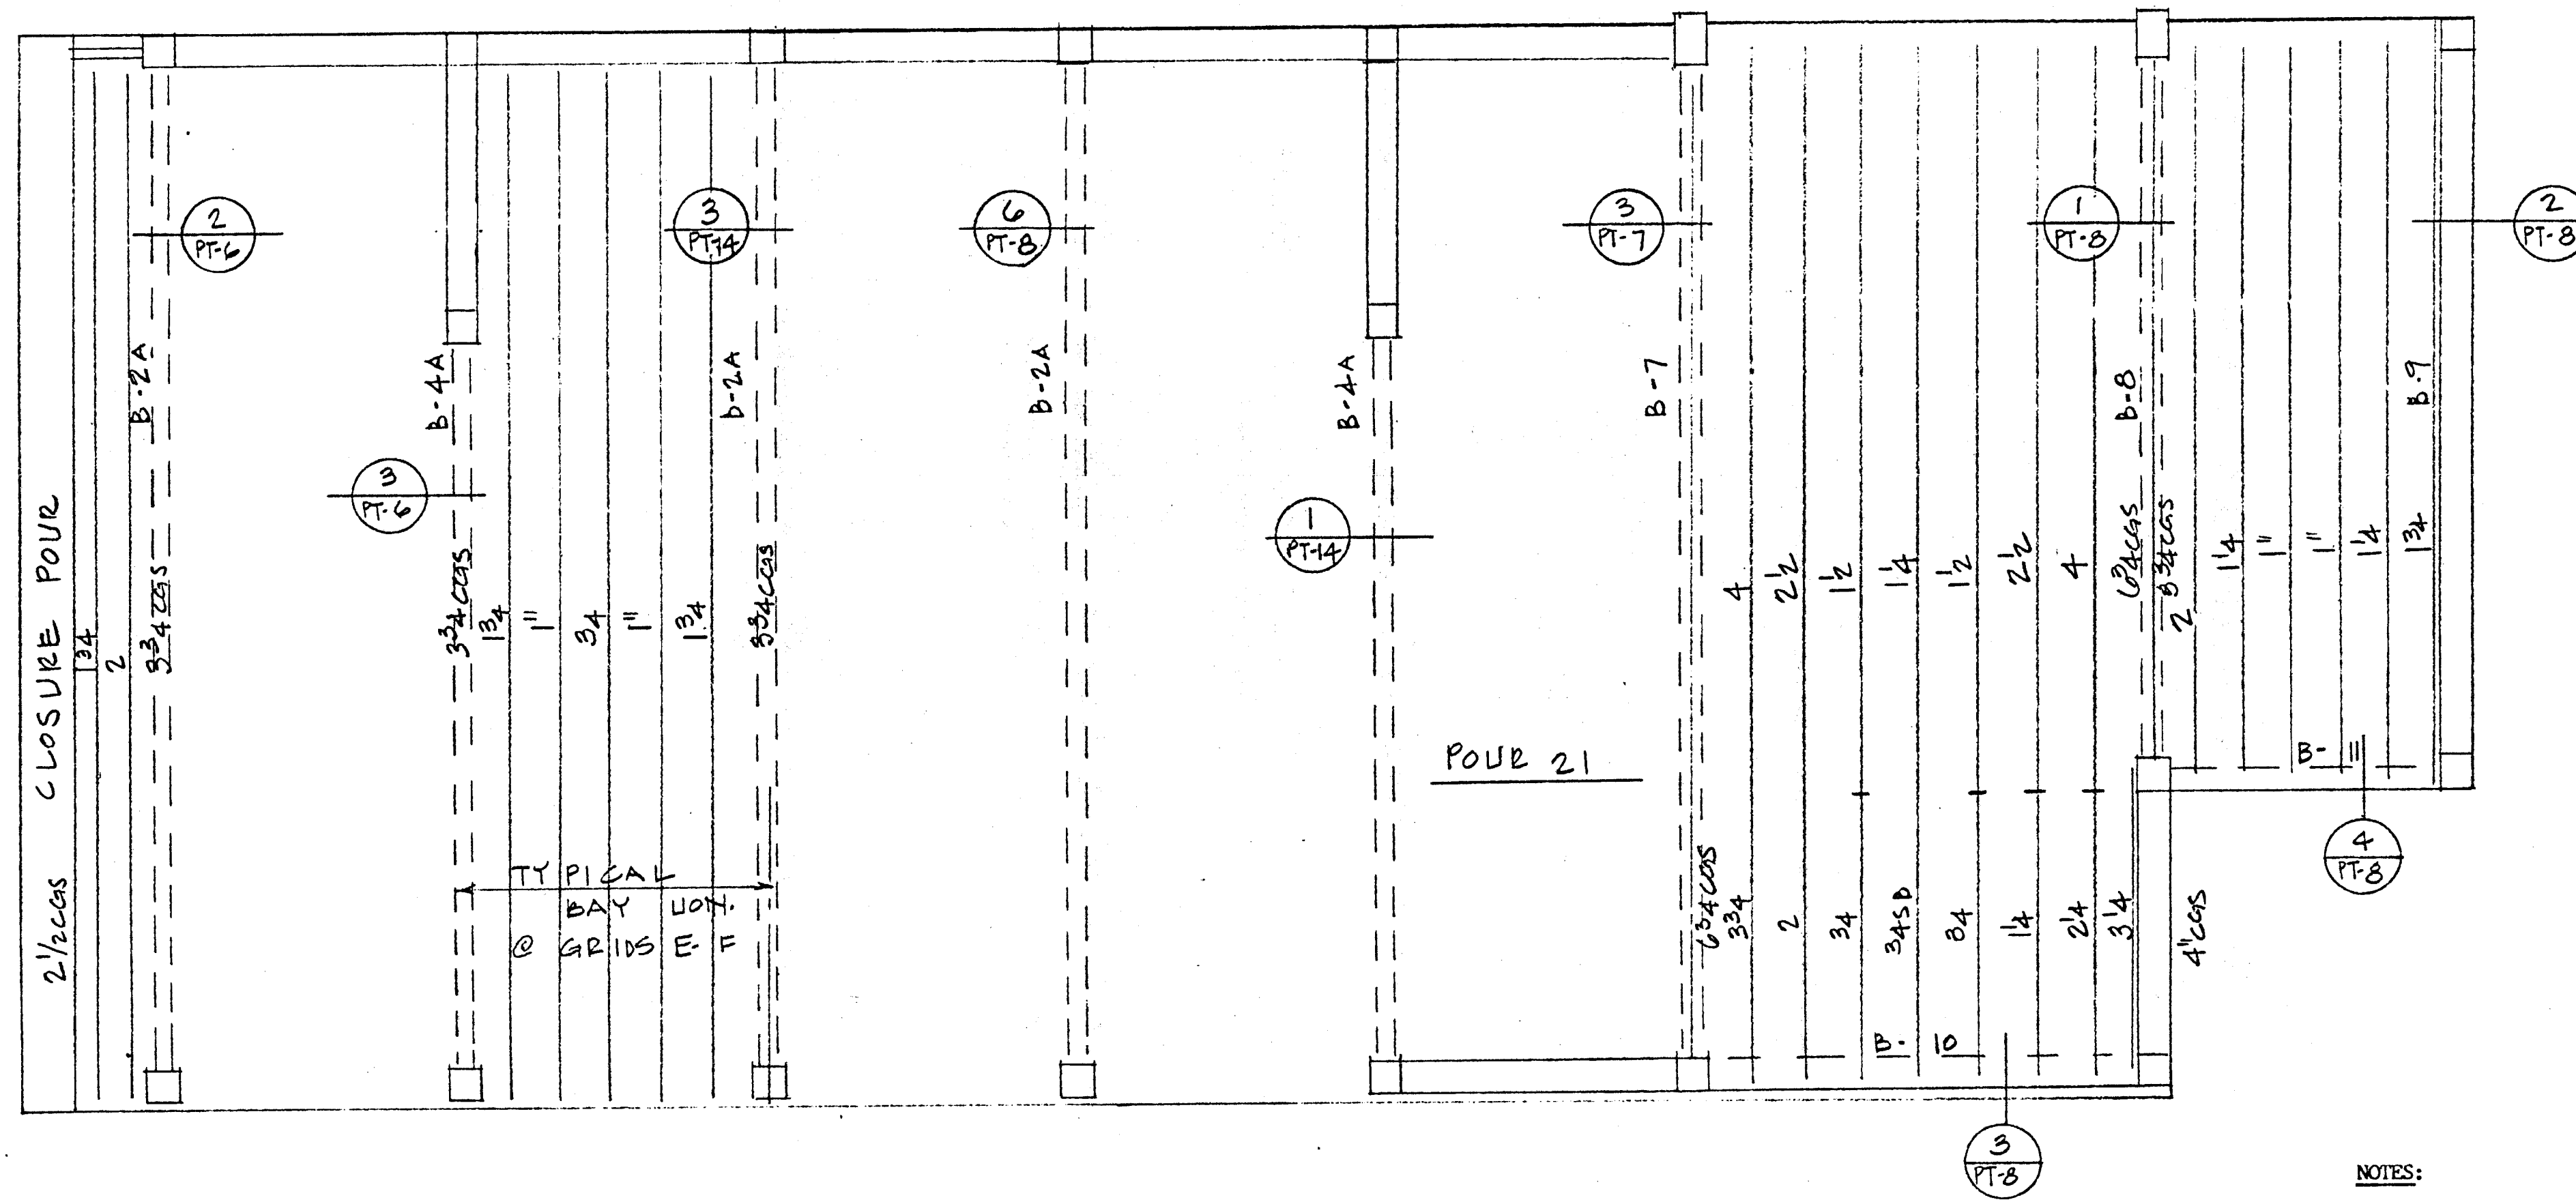 2
PT-6
3
PT-14
6
PT-8
3
PT-7
1
PT-8
2
PT-8
B-2A
B-4A
B-2A
B-4A
B-7
B-8
B-9
3
PT-6
1
PT-14
CLOSURE POUR
2 1/2 CGS
1 3/4
2
3 3/4 CGS
3 3/4 CGS
1 3/4
1"
3/4
1"
1 3/4
3 3/4 CGS
4
2 1/2
1 1/2
1 1/4
1 1/2
2 1/2
4
6 3/4 CGS
3 3/4 CGS
2
1 1/4
1"
1"
1 1/4
1 3/4
POUR 21
B-11
4
PT-8
TYPICAL
BAY UON.
@ GRIDS E-F
6 3/4 CGS
3 3/4
2
3/4
3/4 SD
3/4
1 1/4
2 1/4
3 1/4
4" CGS
B-10
3
PT-8
NOTES: